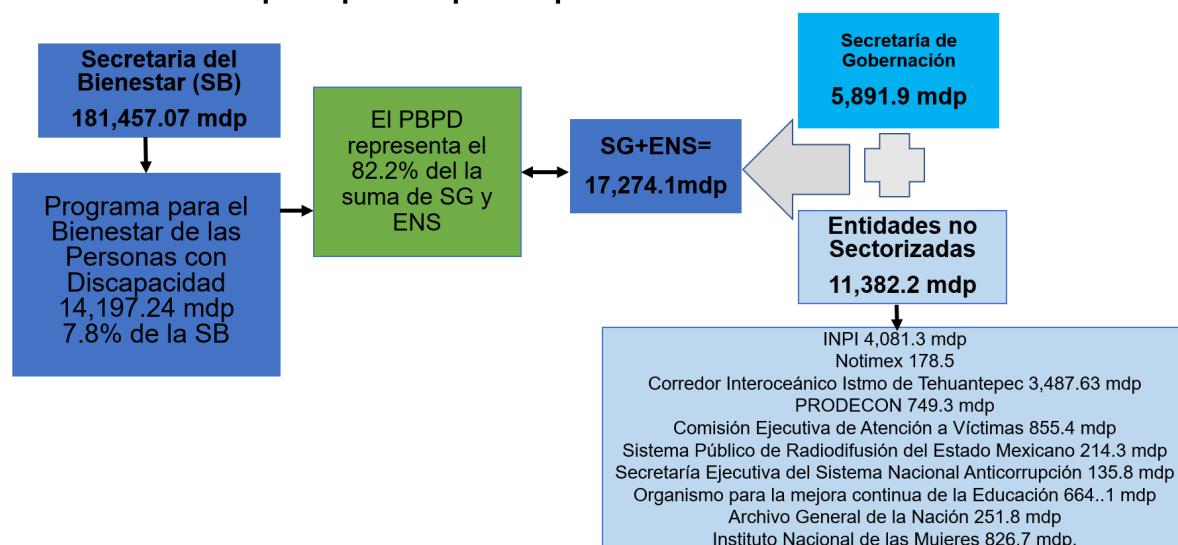 Secretaria del
Bienestar (SB)
181,457.07 mdp
Programa para el
Bienestar de las
Personas con
Discapacidad
14,197.24 mdp
7.8% de la SB
El PBPD
representa el
82.2% del la
suma de SG y
ENS
SG+ENS=
17,274.1mdp
Secretaría de
Gobernación
5,891.9 mdp
Entidades no
Sectorizadas
11,382.2 mdp
INPI 4,081.3 mdp
Notimex 178.5
Corredor Interoceánico Istmo de Tehuantepec 3,487.63 mdp
PRODECON 749.3 mdp
Comisión Ejecutiva de Atención a Víctimas 855.4 mdp
Sistema Público de Radiodifusión del Estado Mexicano 214.3 mdp
Secretaría Ejecutiva del Sistema Nacional Anticorrupción 135.8 mdp
Organismo para la mejora continua de la Educación 664..1 mdp
Archivo General de la Nación 251.8 mdp
Instituto Nacional de las Mujeres 826.7 mdp.